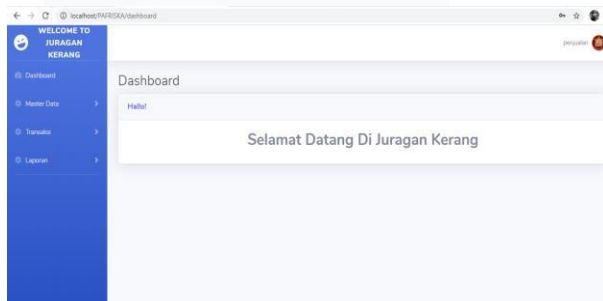 localhost/PAFRISKA/dashboard
WELCOME TO
JURAGAN
KERANG
penjualan
Dashboard
Dashboard
Master Data
Hallo!
Transaksi
Selamat Datang Di Juragan Kerang
Laporan